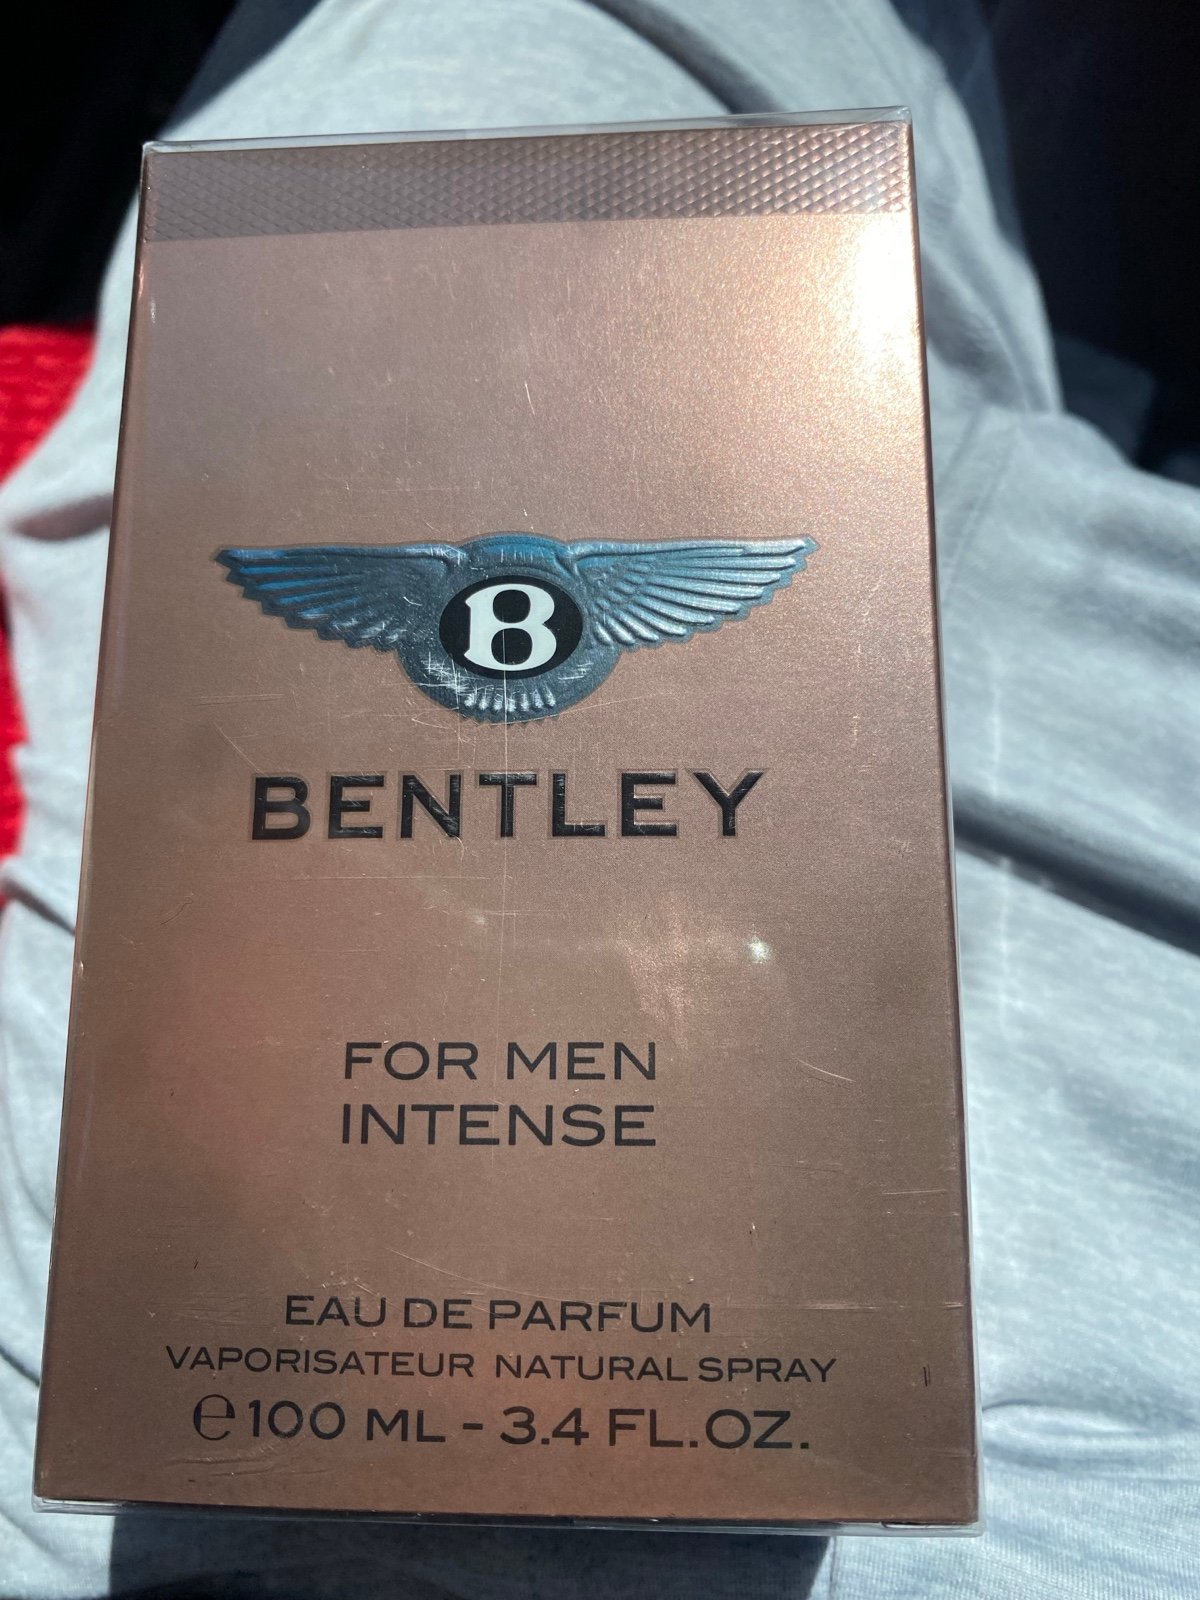 B
BENTLEY
FOR MEN
INTENSE
EAU DE PARFUM
VAPORISATEUR NATURAL SPRAY
℮100 ML - 3.4 FL.OZ.